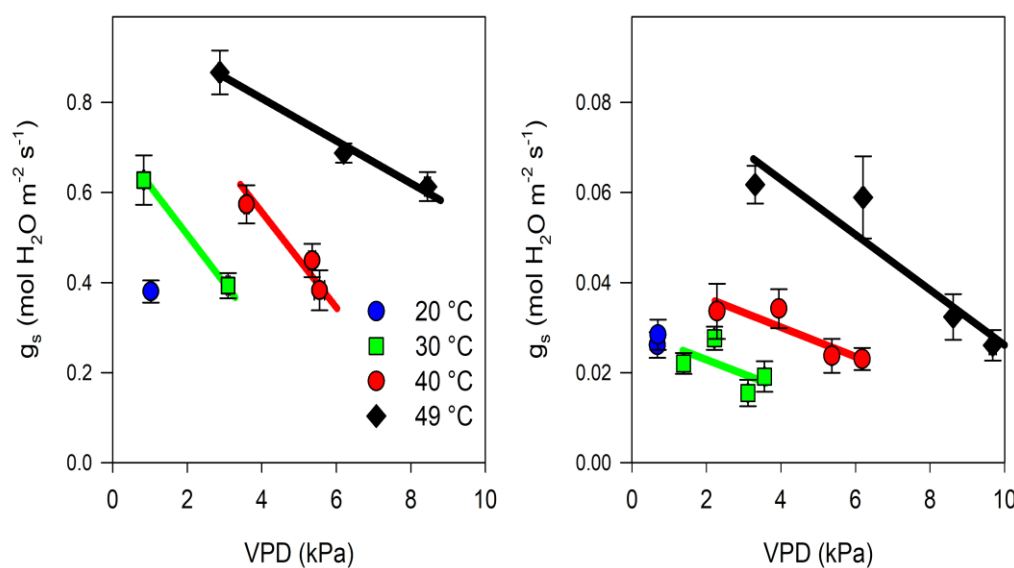 gs (mol H2O m-2 s-1)
0.8
0.6
0.4
0.2
0.0
0 2 4 6 8 10
VPD (kPa)
20 °C
30 °C
40 °C
49 °C
gs (mol H2O m-2 s-1)
0.08
0.06
0.04
0.02
0.00
0 2 4 6 8 10
VPD (kPa)